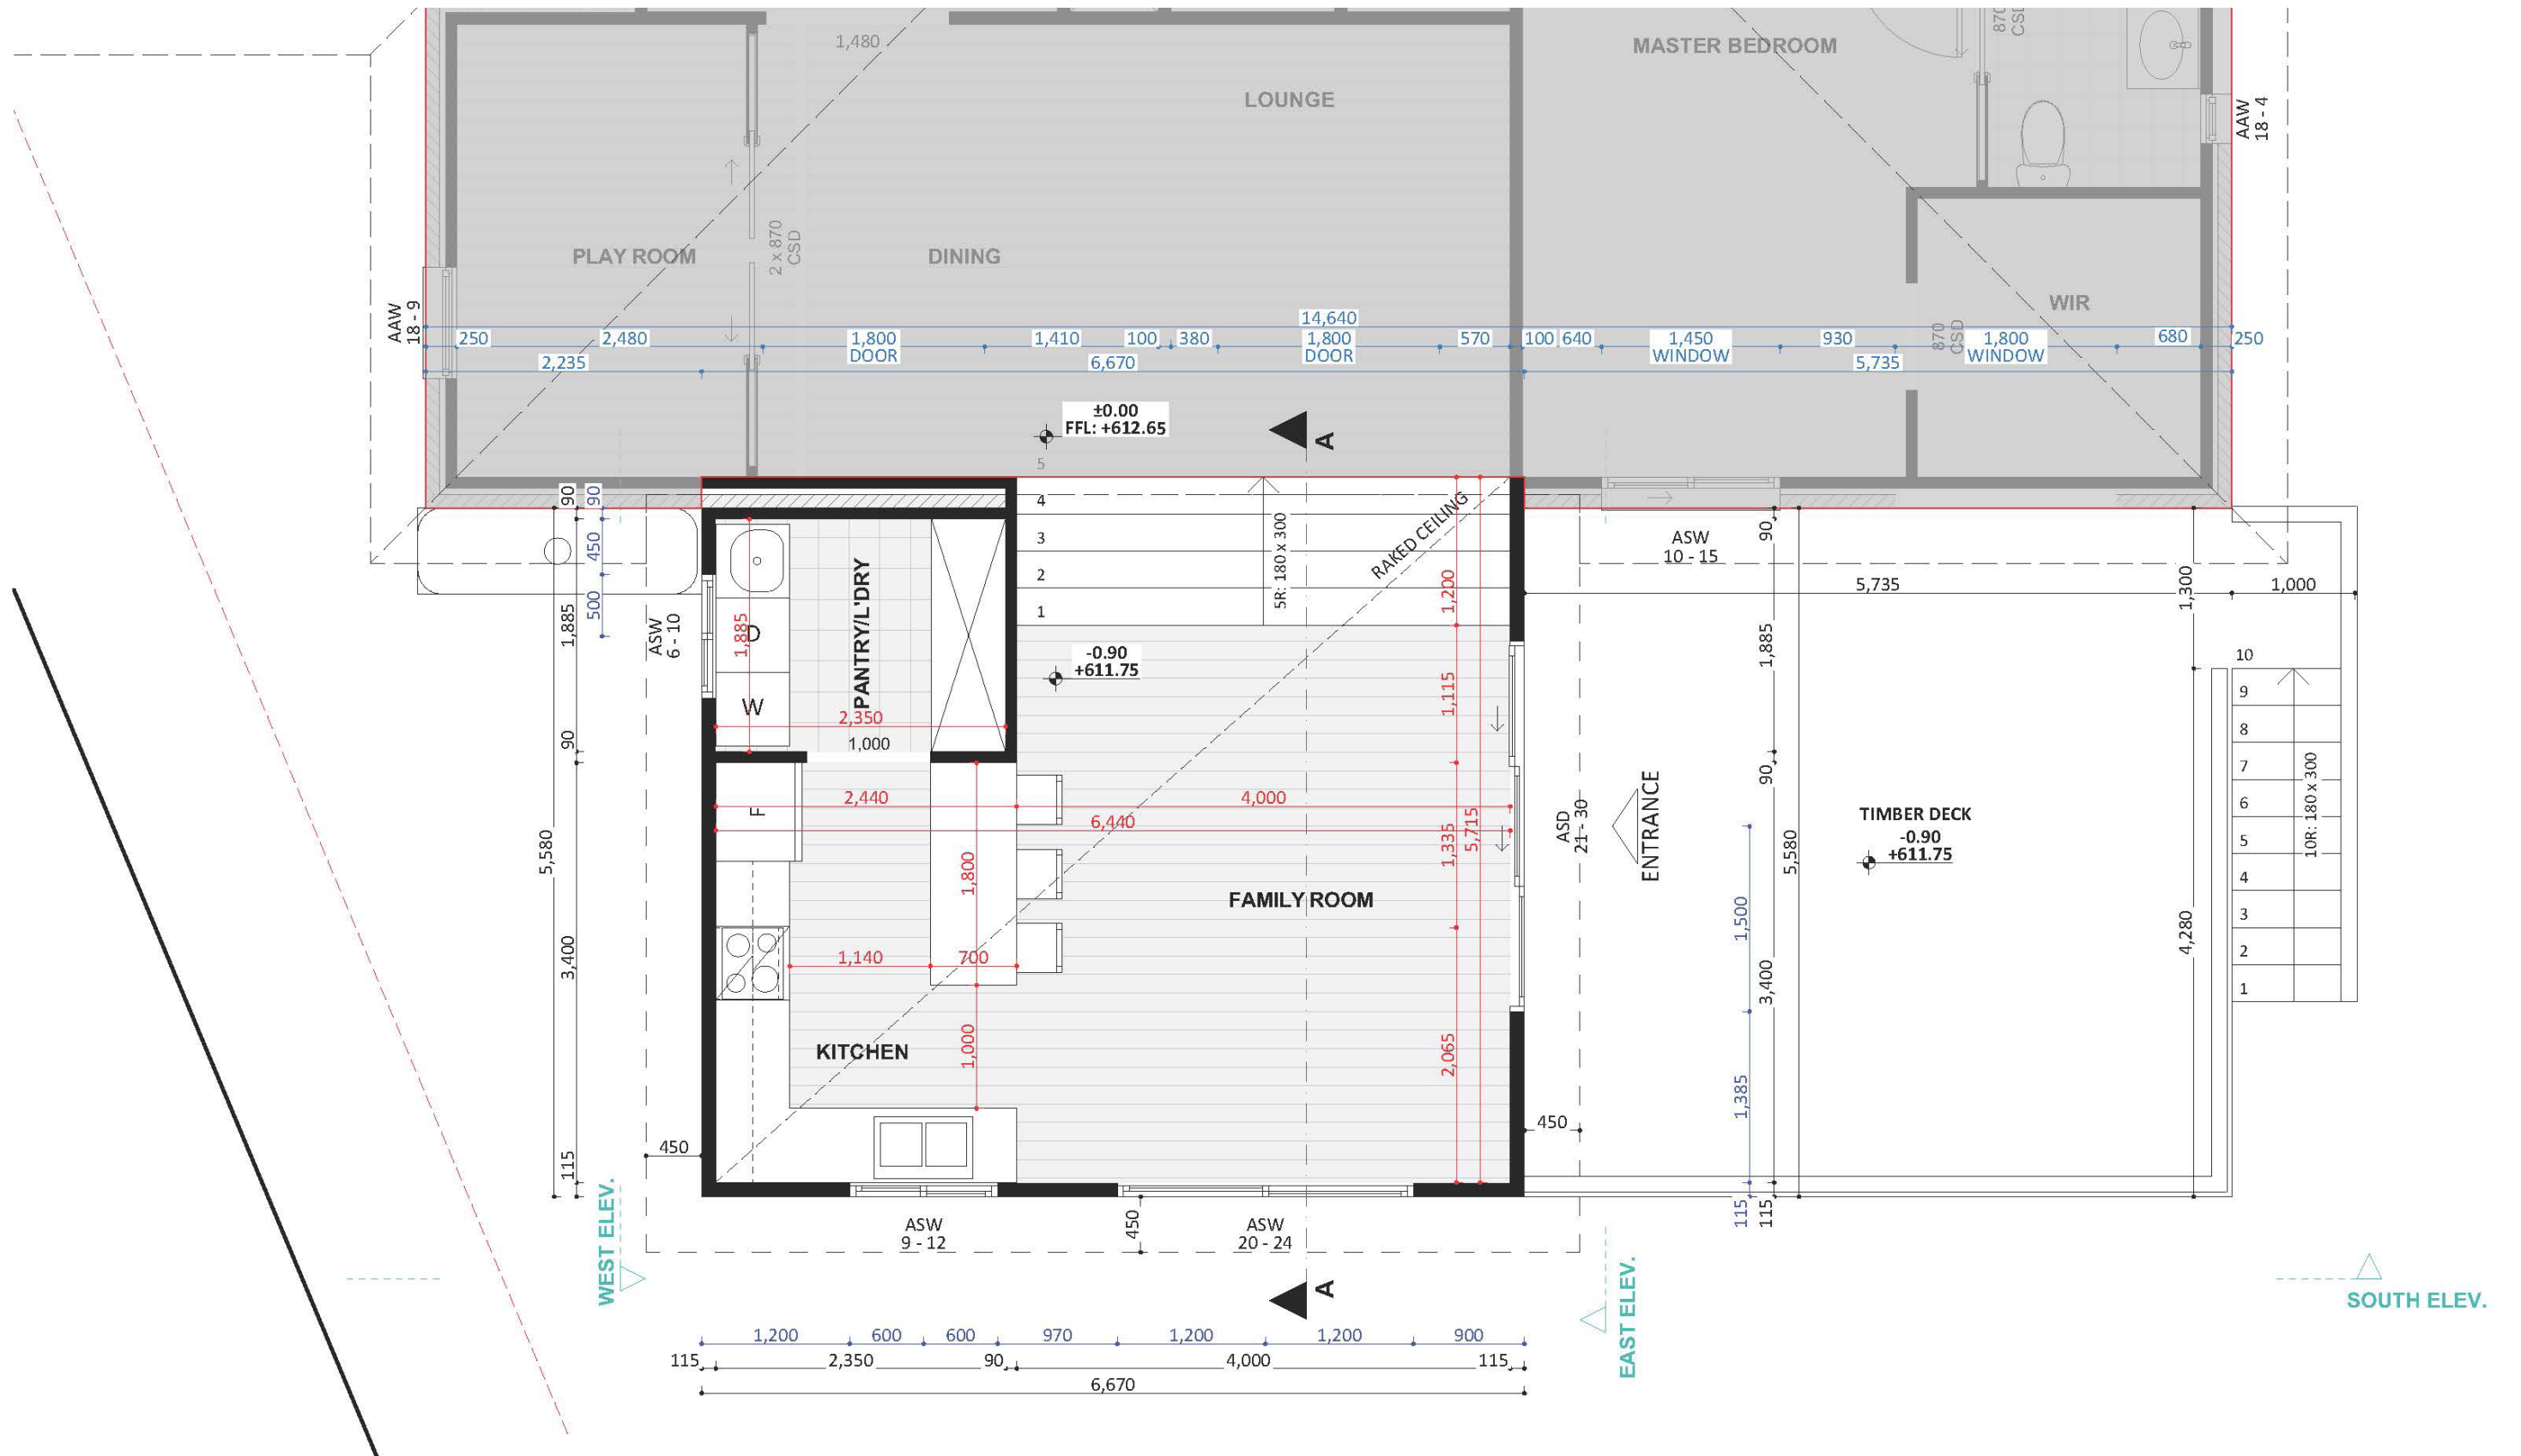 1,480
MASTER BEDROOM
870
CSD
LOUNGE
AAW
18 - 4
PLAY ROOM
2 x 870
CSD
DINING
WIR
AAW
18 - 9
14,640
250
2,480
1,800
DOOR
1,410
100
380
1,800
DOOR
570
100
640
1,450
WINDOW
930
870
CSD
1,800
WINDOW
680
250
2,235
6,670
5,735
±0.00
FFL: +612.65
A
5
4
3
2
1
5R: 180 x 300
RAKED CEILING
90
90
450
500
1,885
90
5,580
3,400
115
ASW
6 - 10
1,885
D
W
PANTRY/L'DRY
2,350
1,000
-0.90
+611.75
1,200
1,115
1,335
5,715
2,065
ASW
10 - 15
90
1,885
90
5,735
1,300
1,000
F
2,440
4,000
6,440
1,800
1,140
700
1,000
KITCHEN
FAMILY ROOM
ASD
21 - 30
ENTRANCE
TIMBER DECK
-0.90
+611.75
1,500
3,400
5,580
1,385
115
115
4,280
10
9
8
7
6
5
4
3
2
1
10R: 180 x 300
450
450
450
ASW
9 - 12
ASW
20 - 24
WEST ELEV.
A
EAST ELEV.
SOUTH ELEV.
1,200
600
600
970
1,200
1,200
900
115
2,350
90
4,000
115
6,670